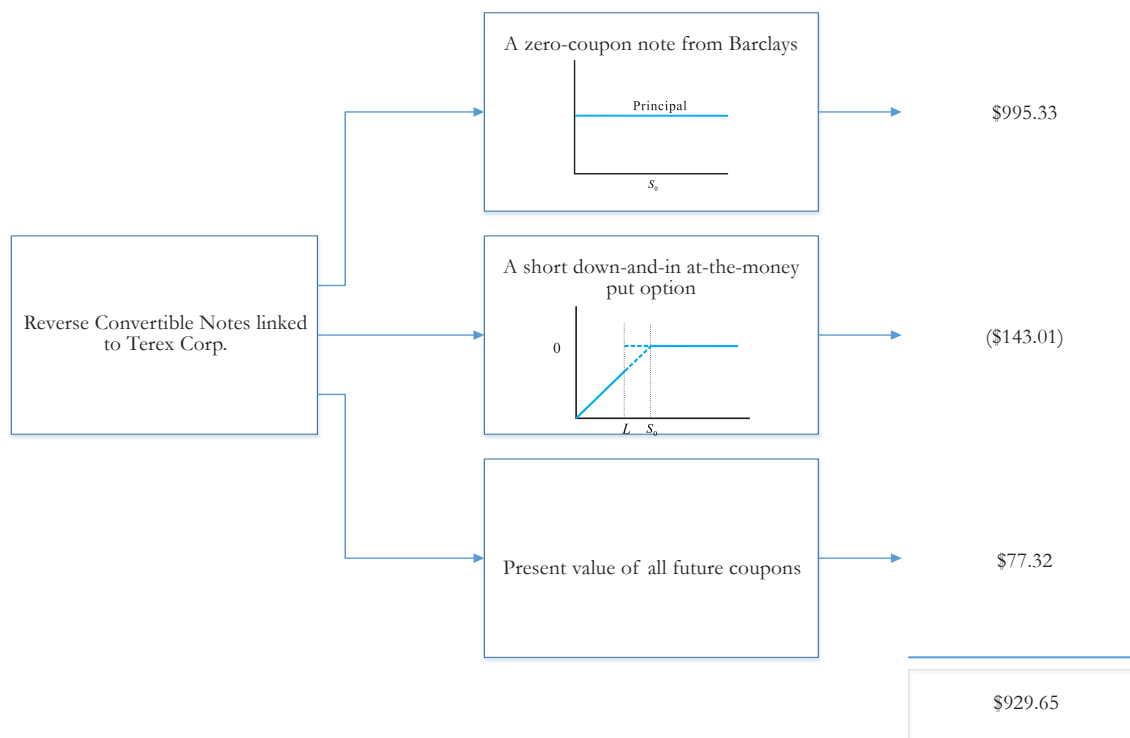 A zero-coupon note from Barclays
Principal
S₀
$995.33
Reverse Convertible Notes linked
to Terex Corp.
A short down-and-in at-the-money
put option
0
L S₀
($143.01)
Present value of all future coupons
$77.32
$929.65